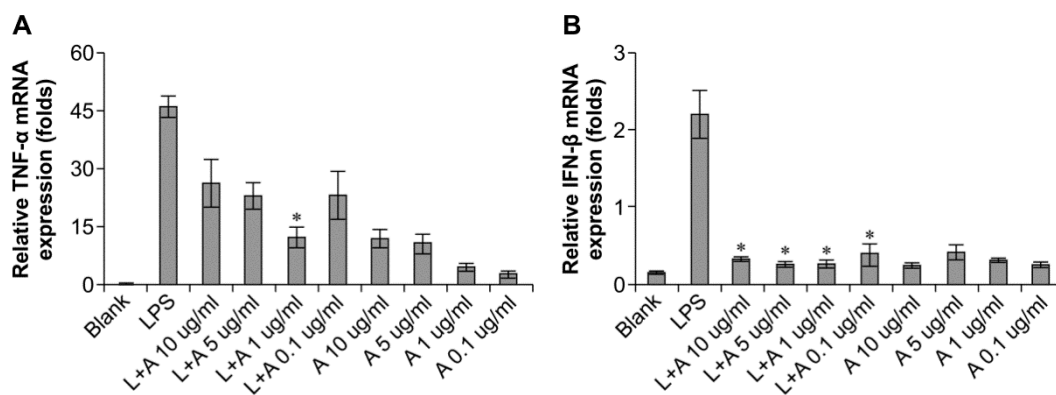 A
Relative TNF-α mRNA
expression (folds)
60
45
30
15
0
*
Blank
LPS
L+A 10 ug/ml
L+A 5 ug/ml
L+A 1 ug/ml
L+A 0.1 ug/ml
A 10 ug/ml
A 5 ug/ml
A 1 ug/ml
A 0.1 ug/ml
B
Relative IFN-β mRNA
expression (folds)
3
2
1
0
* * * *
Blank
LPS
L+A 10 ug/ml
L+A 5 ug/ml
L+A 1 ug/ml
L+A 0.1 ug/ml
A 10 ug/ml
A 5 ug/ml
A 1 ug/ml
A 0.1 ug/ml